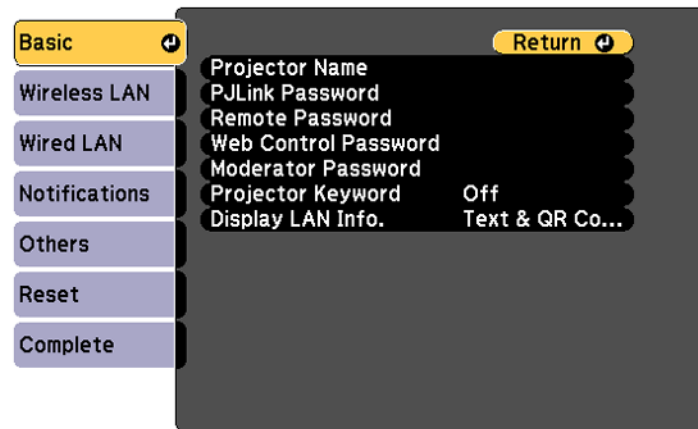 Basic
Wireless LAN
Wired LAN
Notifications
Others
Reset
Complete
Return
Projector Name
PJLink Password
Remote Password
Web Control Password
Moderator Password
Projector Keyword Off
Display LAN Info. Text & QR Co...